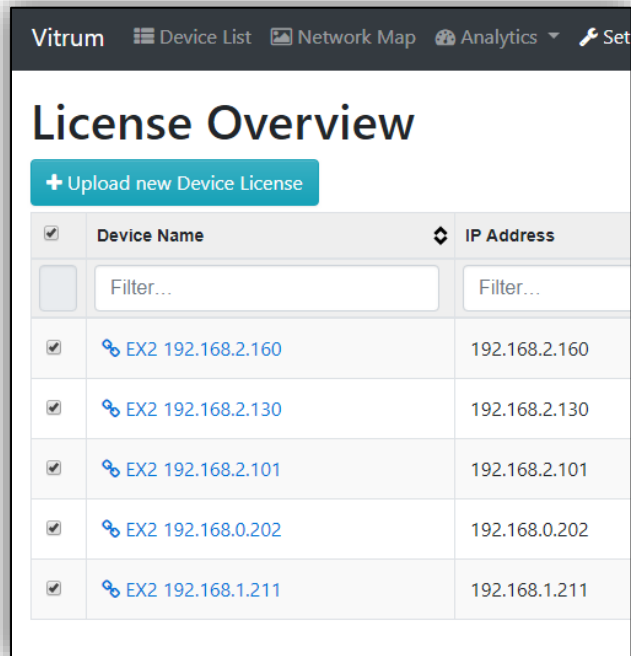 Vitrum Device List Network Map Analytics Set
License Overview
+ Upload new Device License
Device Name IP Address
Filter... Filter...
EX2 192.168.2.160 192.168.2.160
EX2 192.168.2.130 192.168.2.130
EX2 192.168.2.101 192.168.2.101
EX2 192.168.0.202 192.168.0.202
EX2 192.168.1.211 192.168.1.211